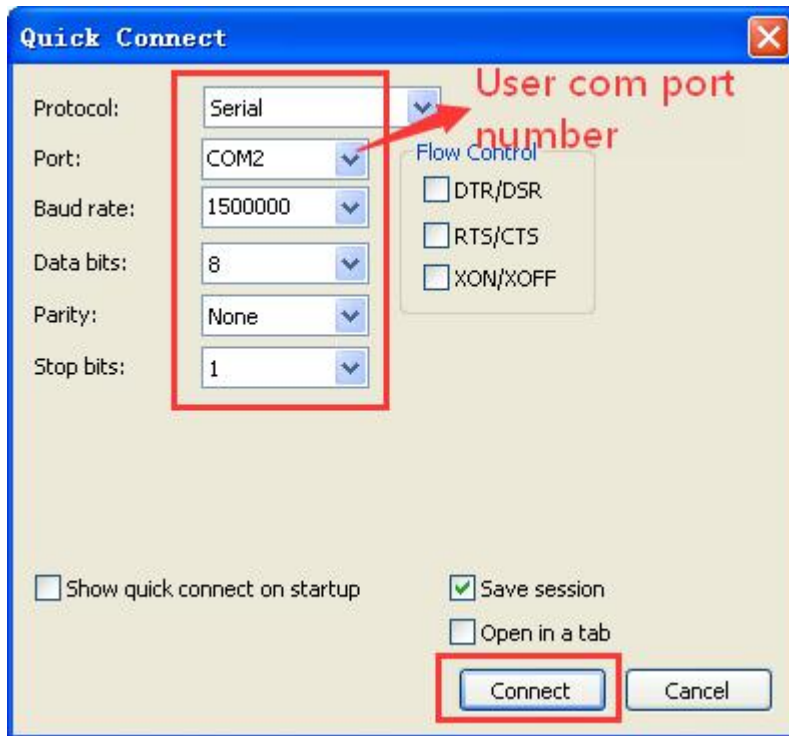 Quick Connect
Protocol: Serial
User com port
number
Port: COM2
Flow Control
Baud rate: 1500000
DTR/DSR
RTS/CTS
Data bits: 8
XON/XOFF
Parity: None
Stop bits: 1
Show quick connect on startup
Save session
Open in a tab
Connect
Cancel